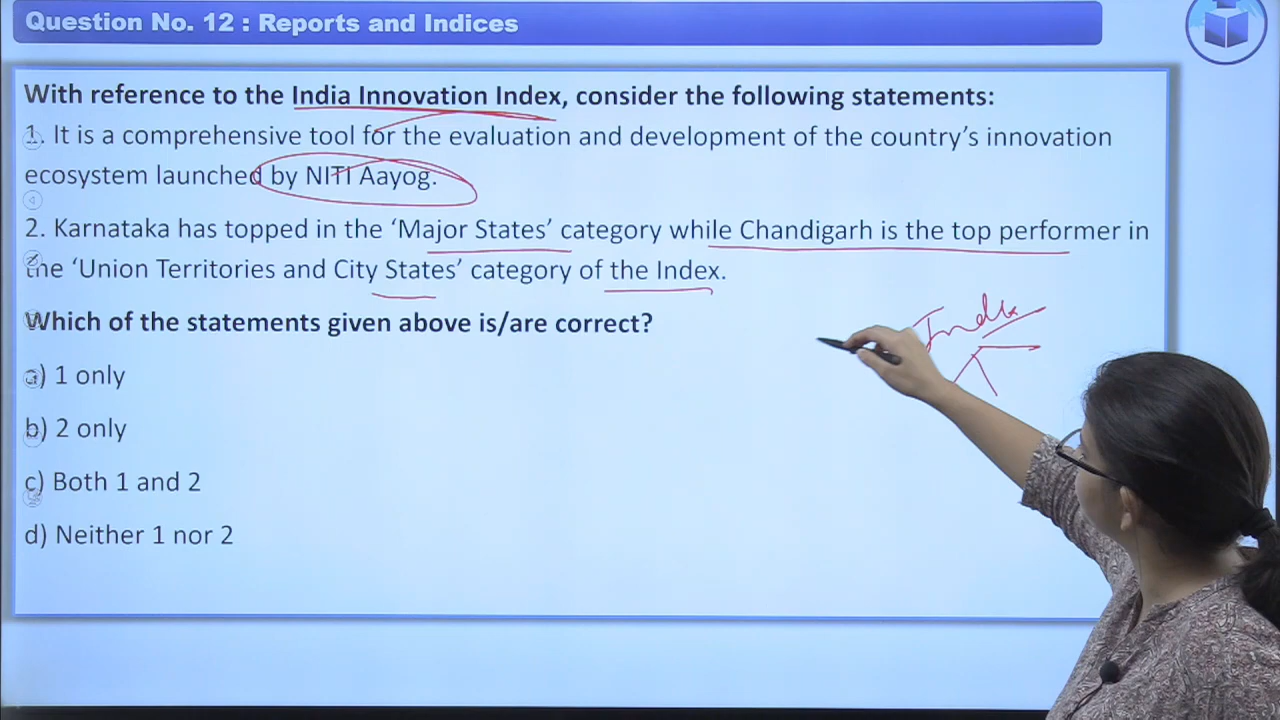 Question No. 12 : Reports and Indices
With reference to the India Innovation Index, consider the following statements:
1. It is a comprehensive tool for the evaluation and development of the country's innovation
ecosystem launched by NITI Aayog.
2. Karnataka has topped in the 'Major States' category while Chandigarh is the top performer in
the 'Union Territories and City States' category of the Index.
Index
Which of the statements given above is/are correct?
a) 1 only
b) 2 only
c) Both 1 and 2
d) Neither 1 nor 2